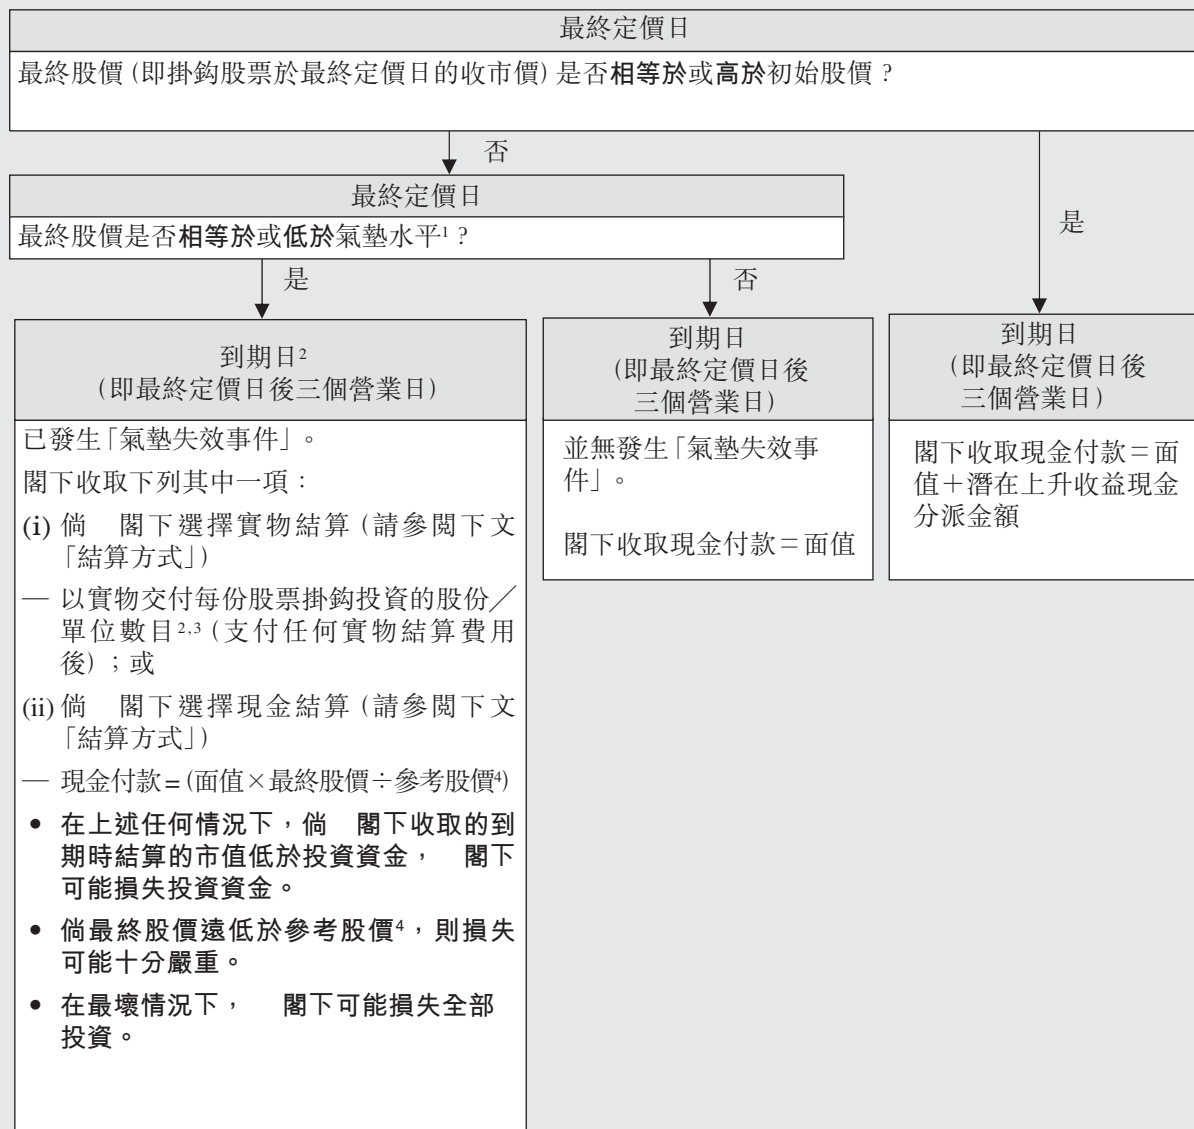 最終定價日
最終股價（即掛鈎股票於最終定價日的收市價）是否相等於或高於初始股價？
否
是
最終定價日
最終股價是否相等於或低於氣墊水平1？
是
否
到期日2
（即最終定價日後三個營業日）
已發生「氣墊失效事件」。
閣下收取下列其中一項：
(i) 倘　閣下選擇實物結算（請參閱下文
「結算方式」）
— 以實物交付每份股票掛鈎投資的股份／
單位數目2,3（支付任何實物結算費用
後）；或
(ii) 倘　閣下選擇現金結算（請參閱下文
「結算方式」）
— 現金付款=(面值×最終股價÷參考股價4)
• 在上述任何情況下，倘　閣下收取的到
期時結算的市值低於投資資金，　閣下
可能損失投資資金。
• 倘最終股價遠低於參考股價4，則損失
可能十分嚴重。
• 在最壞情況下，　閣下可能損失全部
投資。
到期日
（即最終定價日後
三個營業日）
並無發生「氣墊失效事
件」。
閣下收取現金付款＝面值
到期日
（即最終定價日後
三個營業日）
閣下收取現金付款＝面
值＋潛在上升收益現金
分派金額